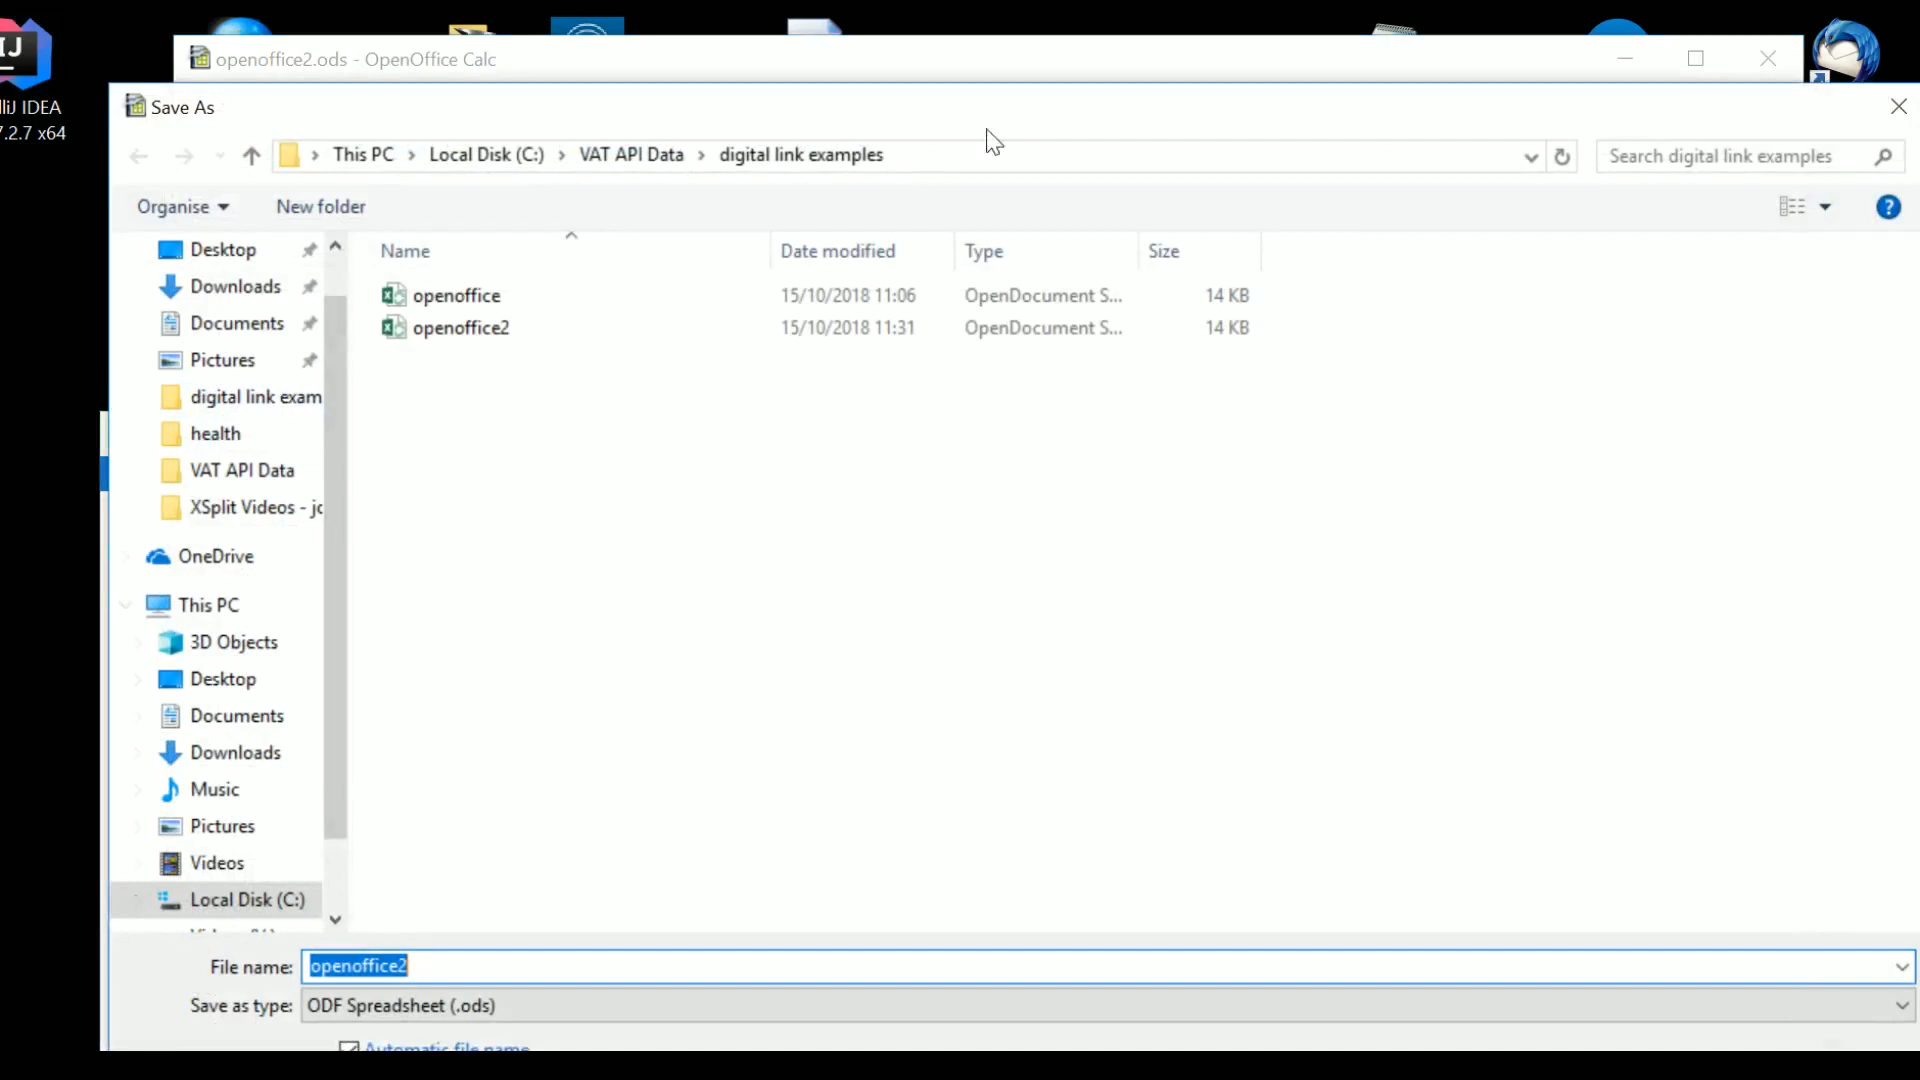 IJ
openoffice2.ods - OpenOffice Calc
lliJ IDEA
7.2.7 x64
Save As
This PC > Local Disk (C:) > VAT API Data > digital link examples
Search digital link examples
Organise
New folder
?
Name Date modified Type Size
openoffice 15/10/2018 11:06 OpenDocument S... 14 KB
openoffice2 15/10/2018 11:31 OpenDocument S... 14 KB
Desktop
Downloads
Documents
Pictures
digital link exam
health
VAT API Data
XSplit Videos - jo
OneDrive
This PC
3D Objects
Desktop
Documents
Downloads
Music
Pictures
Videos
Local Disk (C:)
File name: openoffice2
Save as type: ODF Spreadsheet (.ods)
Automatic file name